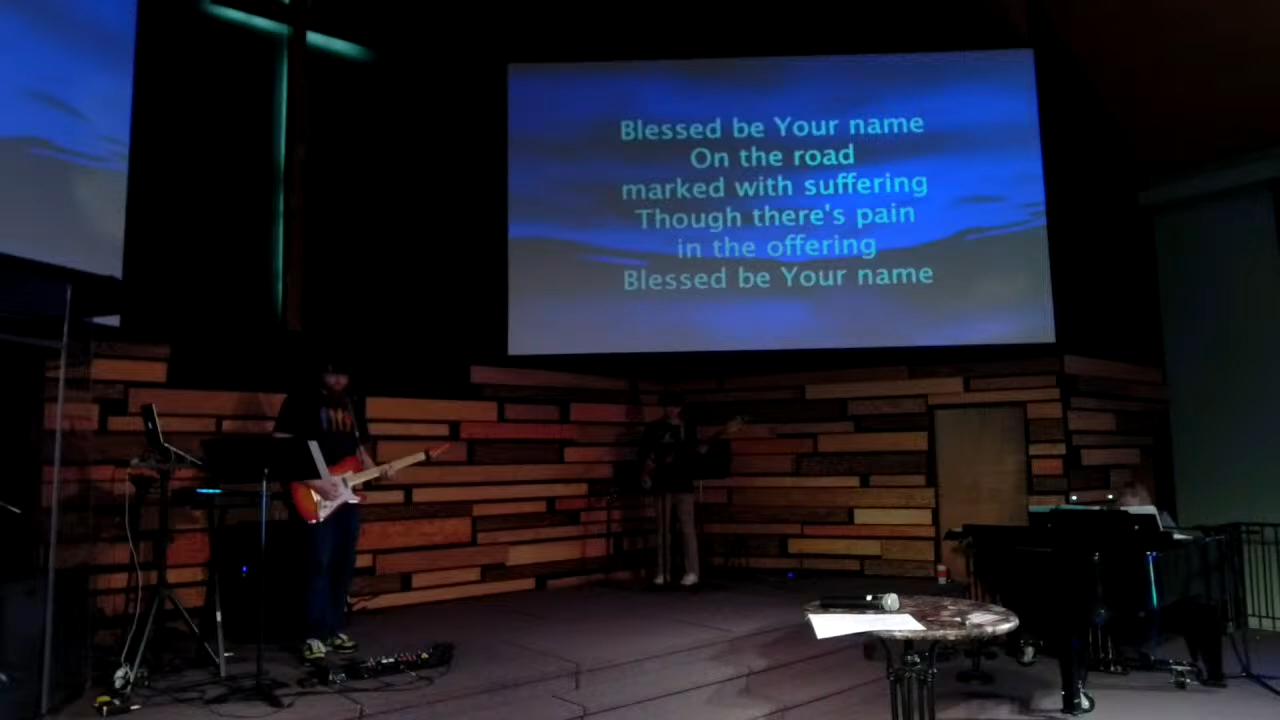 Blessed be Your name
On the road
marked with suffering
Though there's pain
in the offering
Blessed be Your name